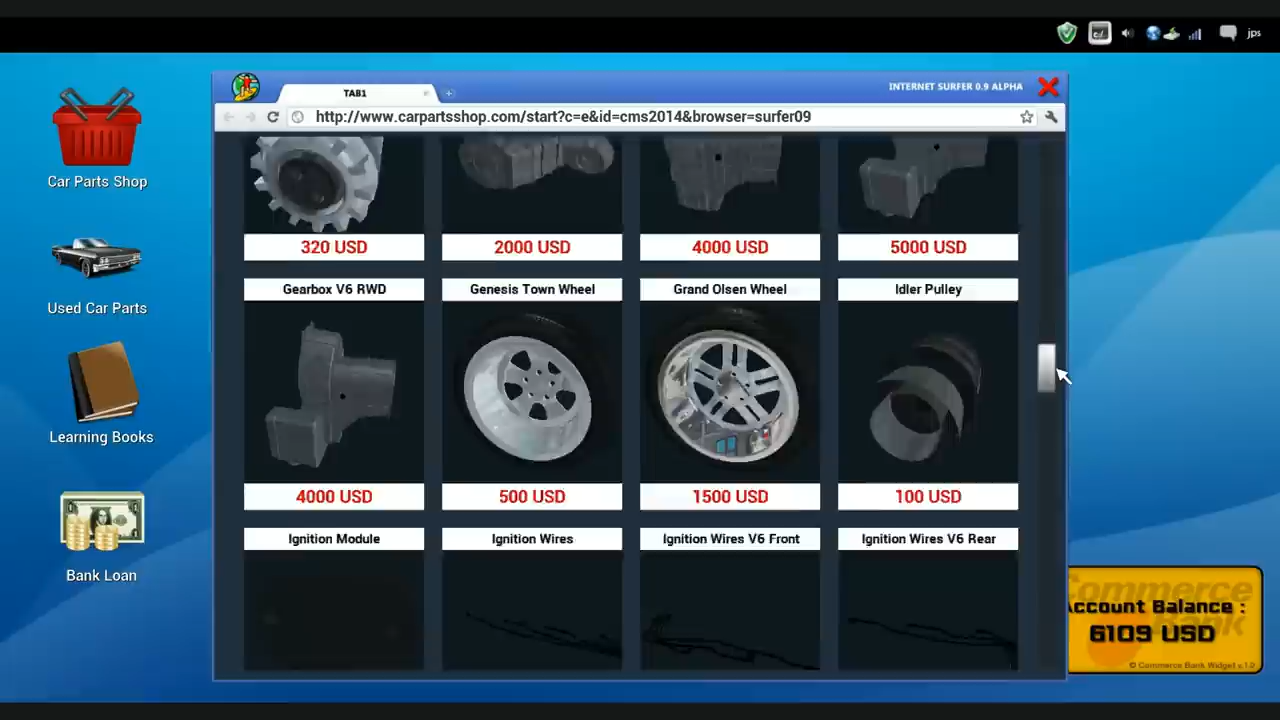 jps
TAB1
INTERNET SURFER 0.9 ALPHA
http://www.carpartsshop.com/start?c=e&id=cms2014&browser=surfer09
Car Parts Shop
Used Car Parts
Learning Books
Bank Loan
320 USD
2000 USD
4000 USD
5000 USD
Gearbox V6 RWD
Genesis Town Wheel
Grand Olsen Wheel
Idler Pulley
4000 USD
500 USD
1500 USD
100 USD
Ignition Module
Ignition Wires
Ignition Wires V6 Front
Ignition Wires V6 Rear
Commerce
Bank
Account Balance :
6109 USD
© Commerce Bank Widget v.1.0